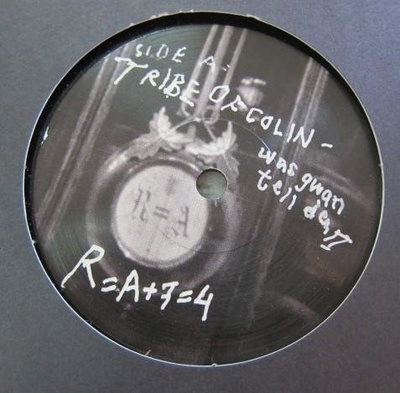 SIDE A:
TRIBE OF COLIN -
was gwan
tell dem
R=A
R=A+7=4